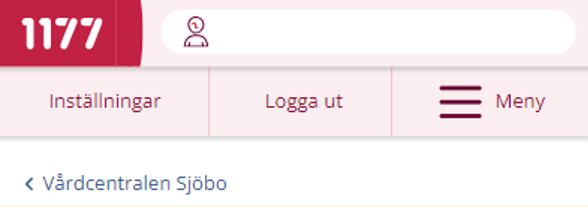 1177
Inställningar Logga ut Meny
Vårdcentralen Sjöbo